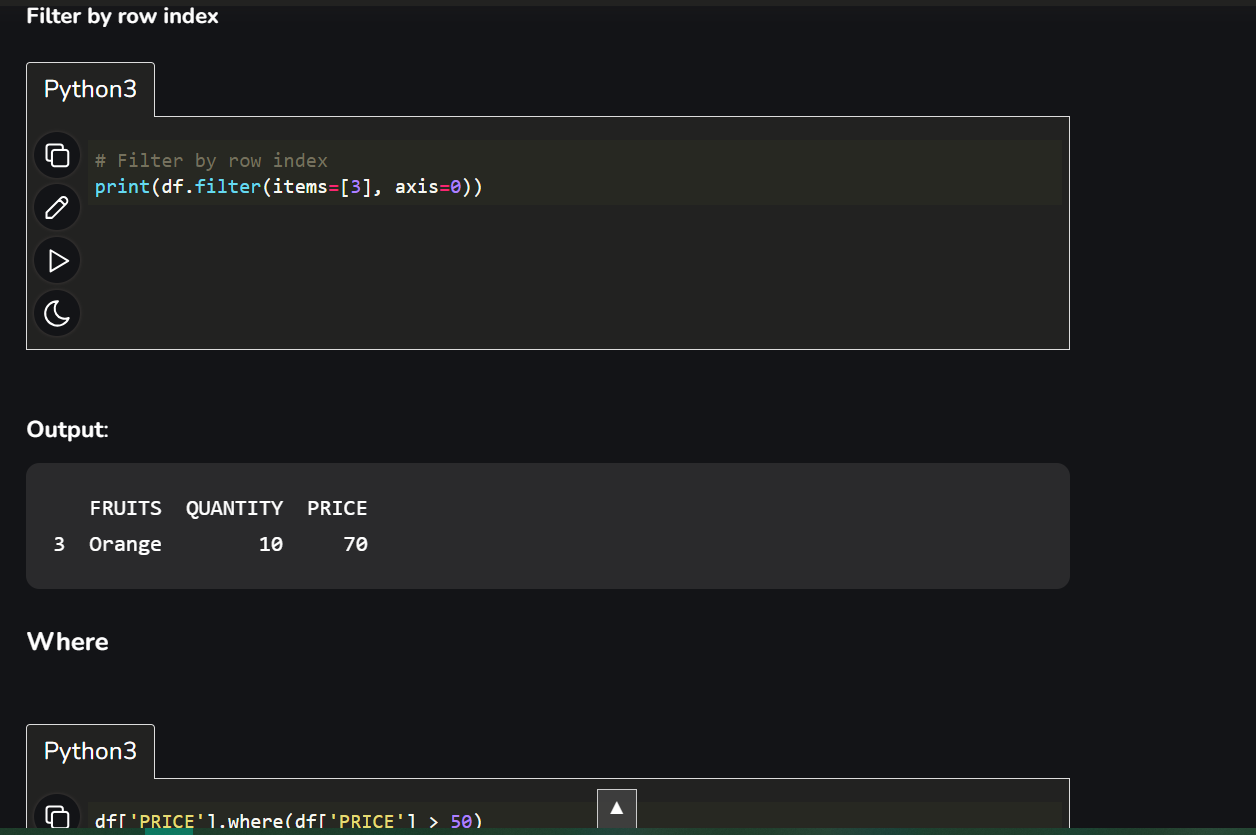 Filter by row index
Python3
# Filter by row index
print(df.filter(items=[3], axis=0))
Output:
FRUITS QUANTITY PRICE
3 Orange 10 70
Where
Python3
df['PRICE'].where(df['PRICE'] > 50)